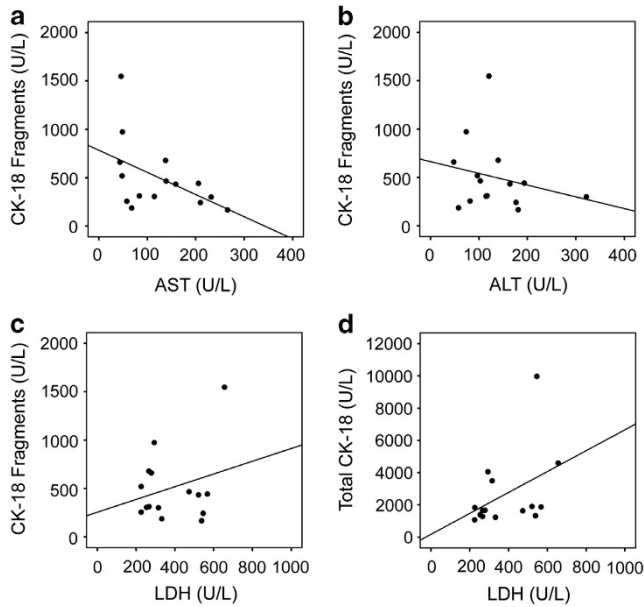 a
CK-18 Fragments (U/L)
2000
1500
1000
500
0
0 100 200 300 400
AST (U/L)
b
CK-18 Fragments (U/L)
2000
1500
1000
500
0
0 100 200 300 400
ALT (U/L)
c
CK-18 Fragments (U/L)
2000
1500
1000
500
0
0 200 400 600 800 1000
LDH (U/L)
d
Total CK-18 (U/L)
12000
10000
8000
6000
4000
2000
0
0 200 400 600 800 1000
LDH (U/L)